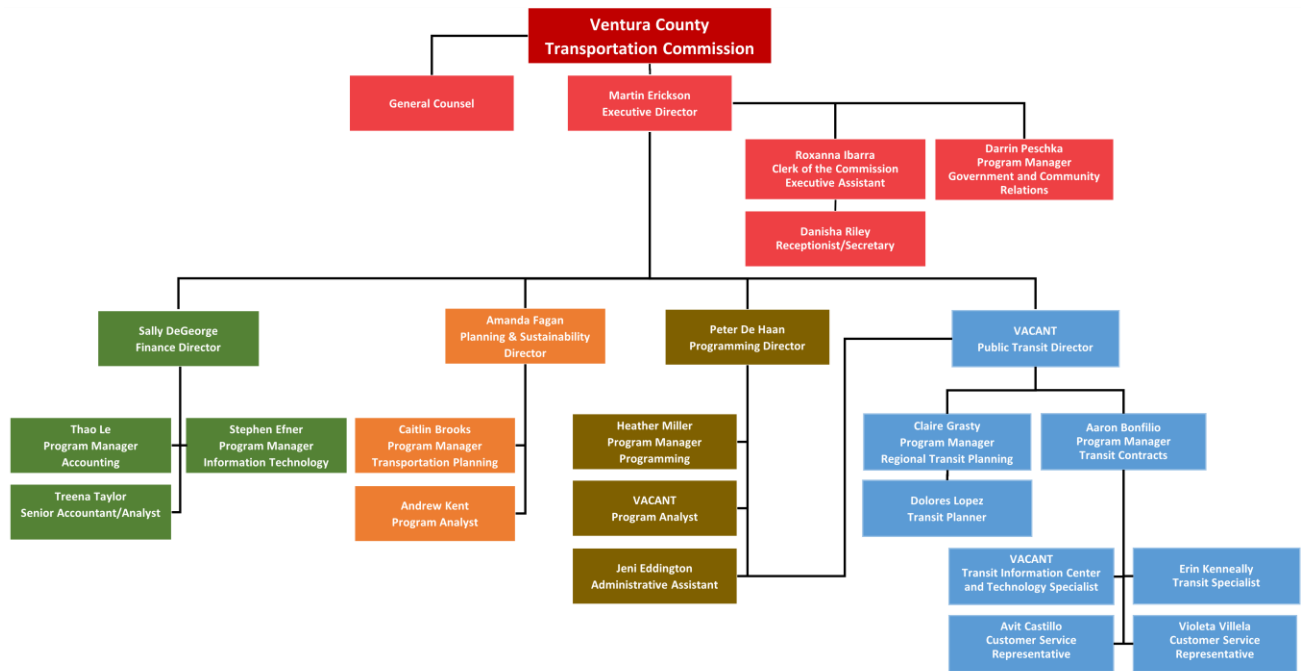 Ventura County
Transportation Commission
General Counsel
Martin Erickson
Executive Director
Roxanna Ibarra
Clerk of the Commission
Executive Assistant
Darrin Peschka
Program Manager
Government and Community
Relations
Danisha Riley
Receptionist/Secretary
Sally DeGeorge
Finance Director
Amanda Fagan
Planning & Sustainability
Director
Peter De Haan
Programming Director
VACANT
Public Transit Director
Thao Le
Program Manager
Accounting
Stephen Efner
Program Manager
Information Technology
Caitlin Brooks
Program Manager
Transportation Planning
Heather Miller
Program Manager
Programming
Claire Grasty
Program Manager
Regional Transit Planning
Aaron Bonfilio
Program Manager
Transit Contracts
Treena Taylor
Senior Accountant/Analyst
Andrew Kent
Program Analyst
VACANT
Program Analyst
Dolores Lopez
Transit Planner
Jeni Eddington
Administrative Assistant
VACANT
Transit Information Center
and Technology Specialist
Erin Kenneally
Transit Specialist
Avit Castillo
Customer Service
Representative
Violeta Villela
Customer Service
Representative